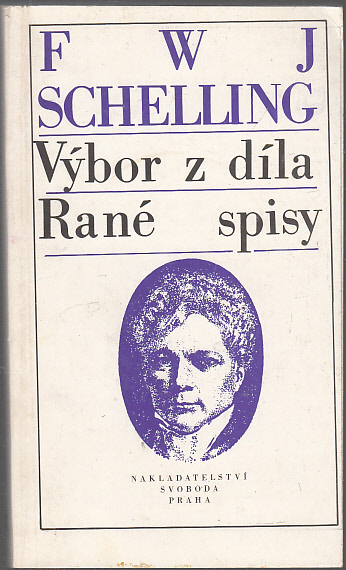 F W J
SCHELLING
Výbor z díla
Rané spisy
NAKLADATELSTVÍ
SVOBODA
PRAHA